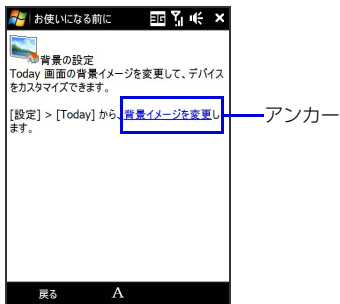 お使いになる前に
背景の設定
Today 画面の背景イメージを変更して、デバイス
をカスタマイズできます。
[設定] > [Today] から、背景イメージを変更し
ます。
アンカー
戻る A